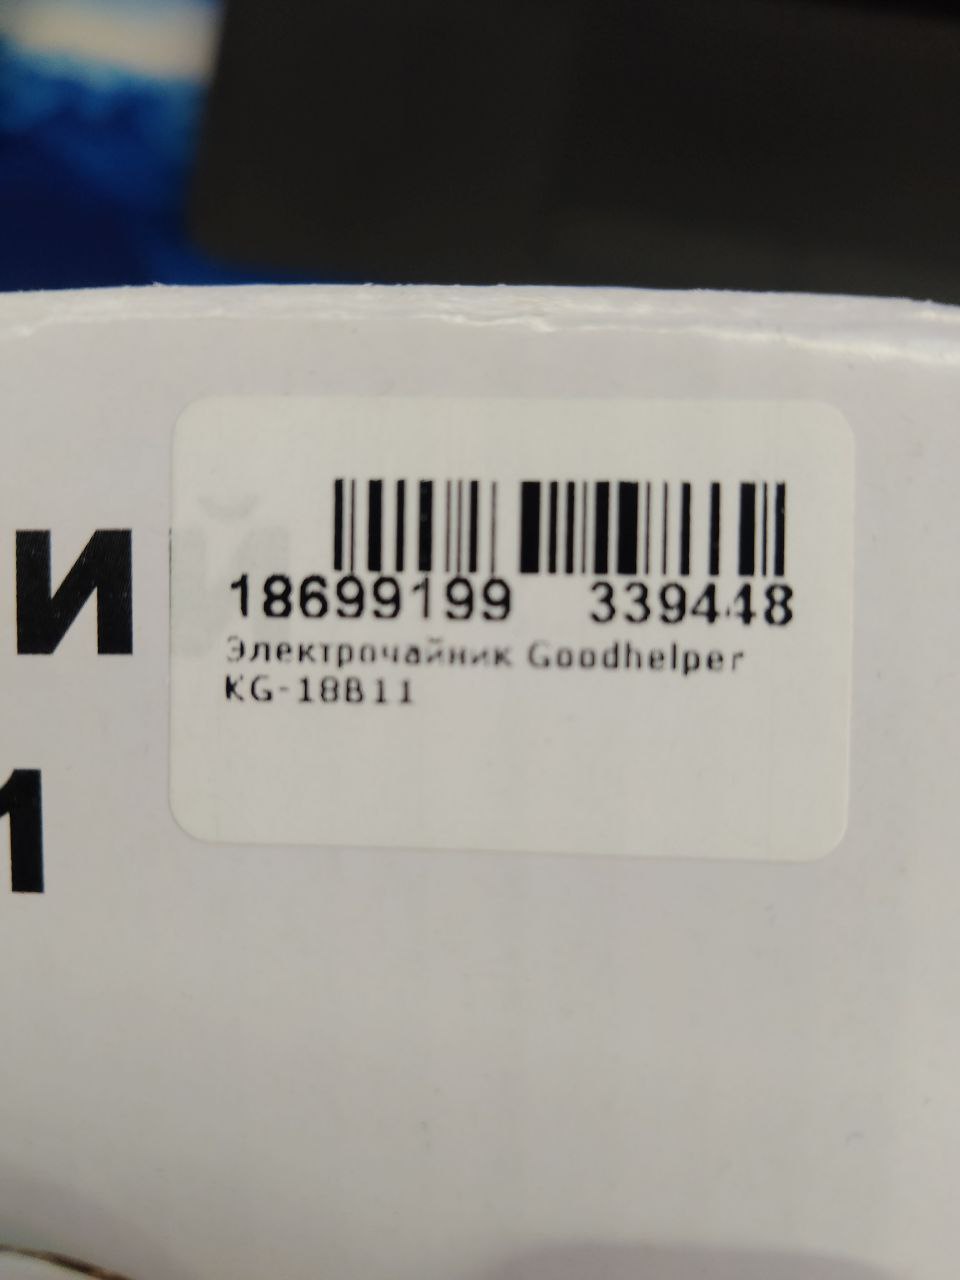 18699199 339448
Электрочайник Goodhelper
KG-18B11
И
1